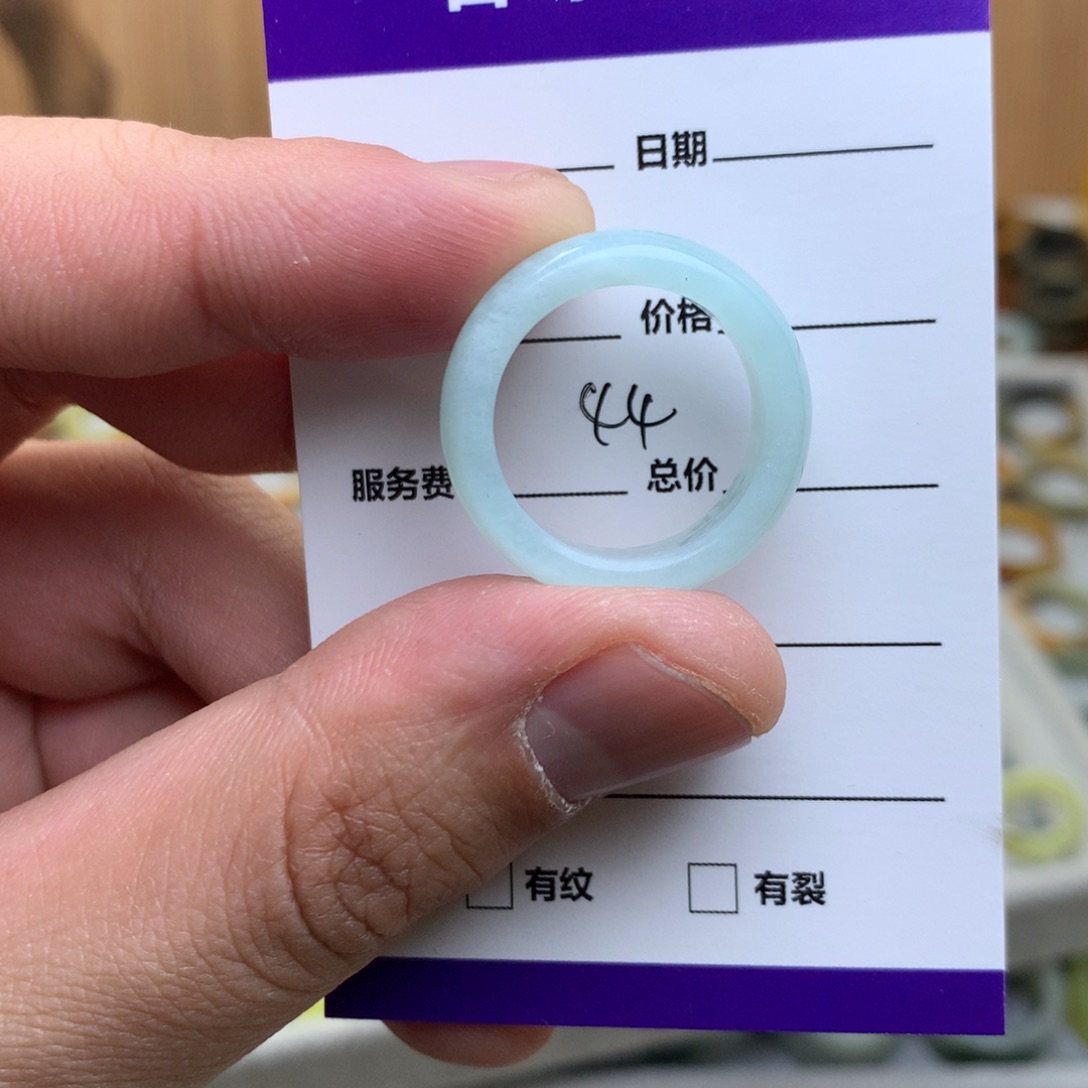 日期
价格
44
服务费 总价
有纹 有裂